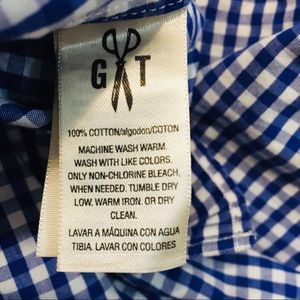 G T
100% COTTON/algodon/COTON
MACHINE WASH WARM.
WASH WITH LIKE COLORS.
ONLY NON-CHLORINE BLEACH,
WHEN NEEDED. TUMBLE DRY
LOW. WARM IRON. OR DRY
CLEAN.
LAVAR A MÁQUINA CON AGUA
TIBIA. LAVAR CON COLORES